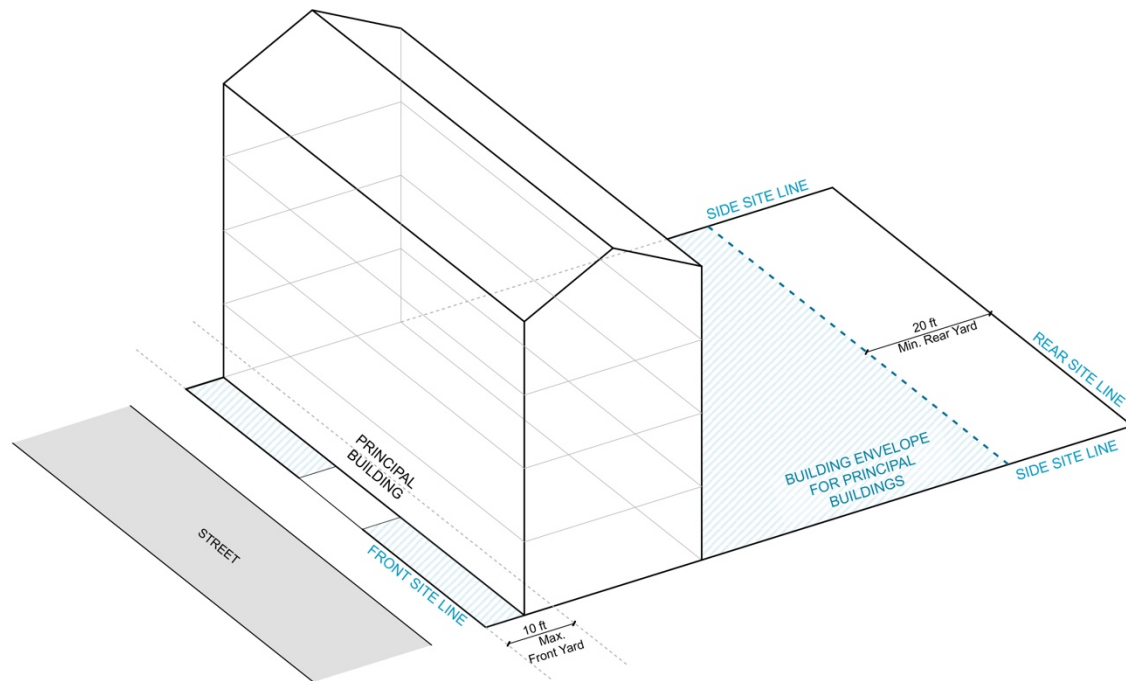 SIDE SITE LINE
20 ft
Min. Rear Yard
REAR SITE LINE
PRINCIPAL
BUILDING
BUILDING ENVELOPE
FOR PRINCIPAL
BUILDINGS
SIDE SITE LINE
STREET
FRONT SITE LINE
10 ft
Max.
Front Yard